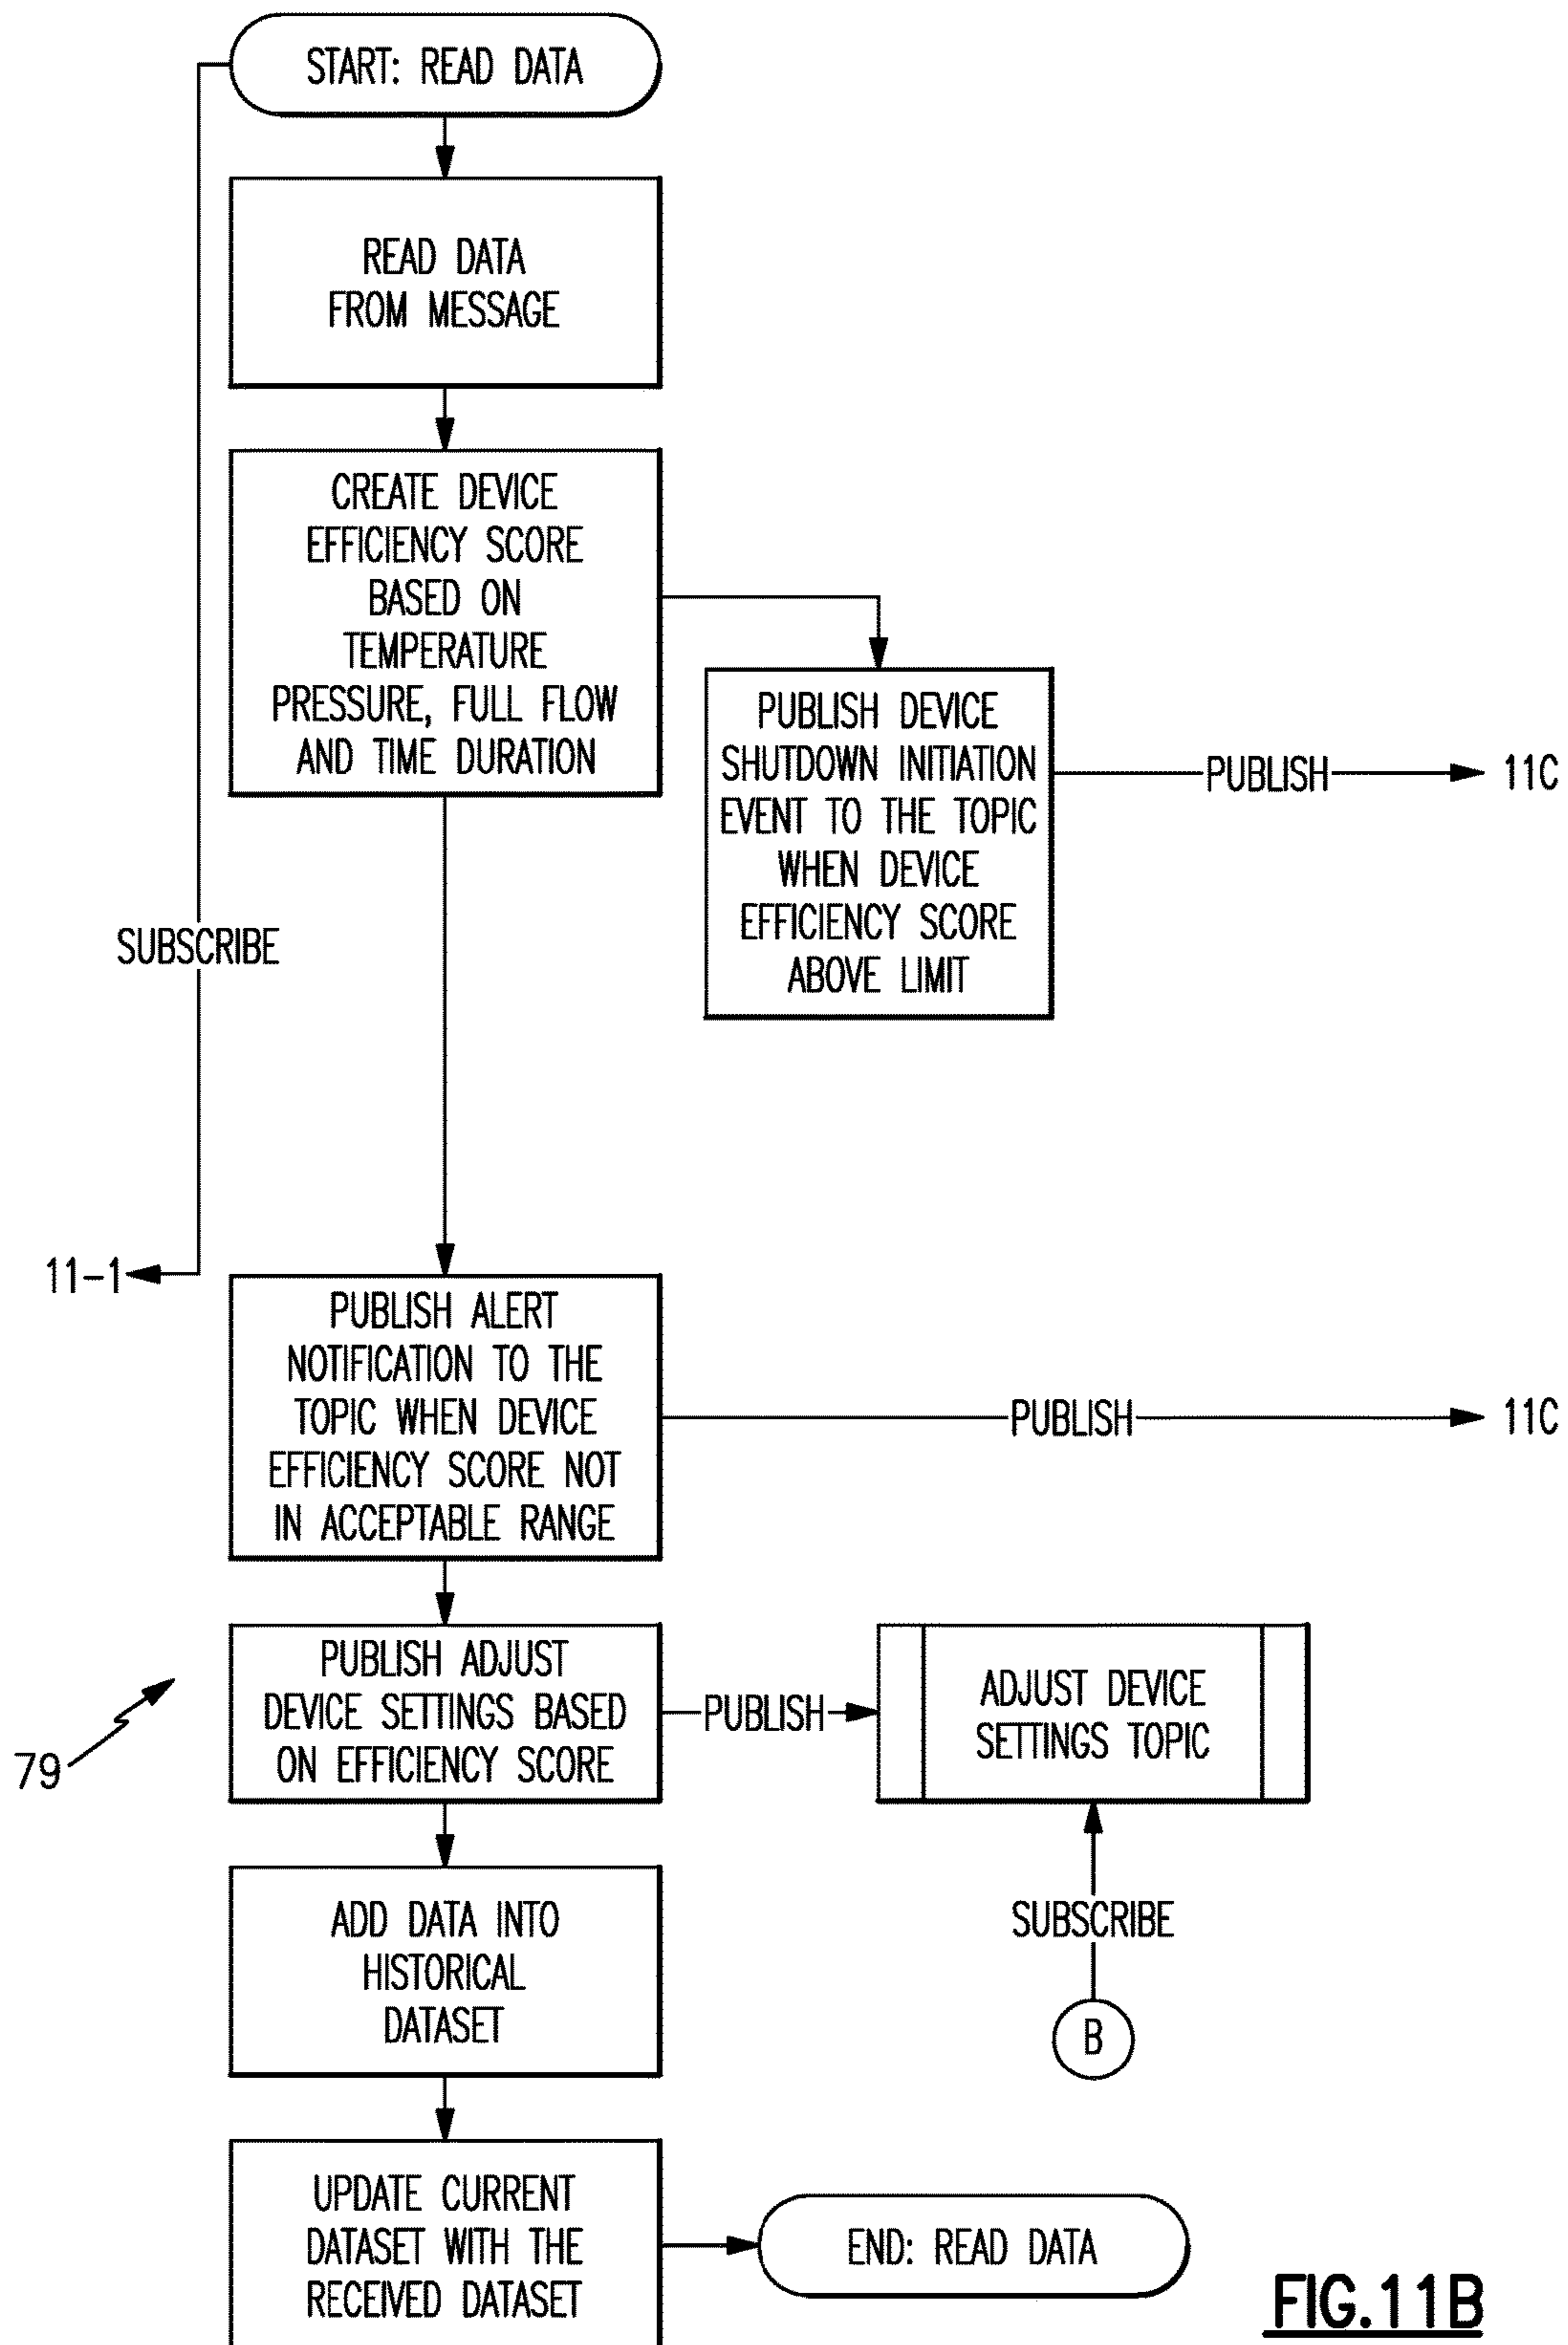 START: READ DATA
READ DATA
FROM MESSAGE
CREATE DEVICE
EFFICIENCY SCORE
BASED ON
TEMPERATURE
PRESSURE, FULL FLOW
AND TIME DURATION
PUBLISH DEVICE
SHUTDOWN INITIATION
EVENT TO THE TOPIC
WHEN DEVICE
EFFICIENCY SCORE
ABOVE LIMIT
PUBLISH
11C
SUBSCRIBE
11-1
PUBLISH ALERT
NOTIFICATION TO THE
TOPIC WHEN DEVICE
EFFICIENCY SCORE NOT
IN ACCEPTABLE RANGE
PUBLISH
11C
79
PUBLISH ADJUST
DEVICE SETTINGS BASED
ON EFFICIENCY SCORE
PUBLISH
ADJUST DEVICE
SETTINGS TOPIC
SUBSCRIBE
B
ADD DATA INTO
HISTORICAL
DATASET
UPDATE CURRENT
DATASET WITH THE
RECEIVED DATASET
END: READ DATA
FIG.11B